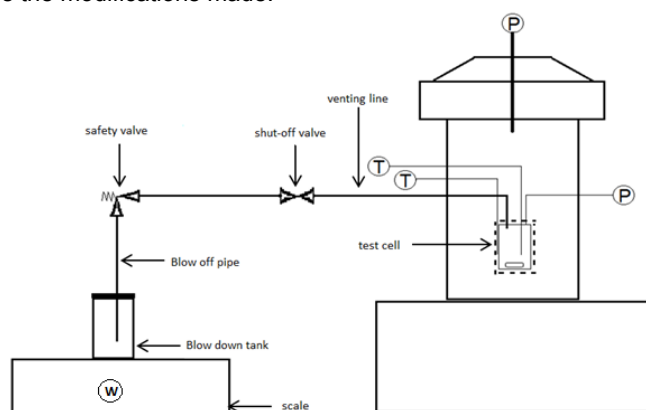 the modifications made.
P
venting line
safety valve
shut-off valve
T
T
P
test cell
Blow off pipe
Blow down tank
W
scale